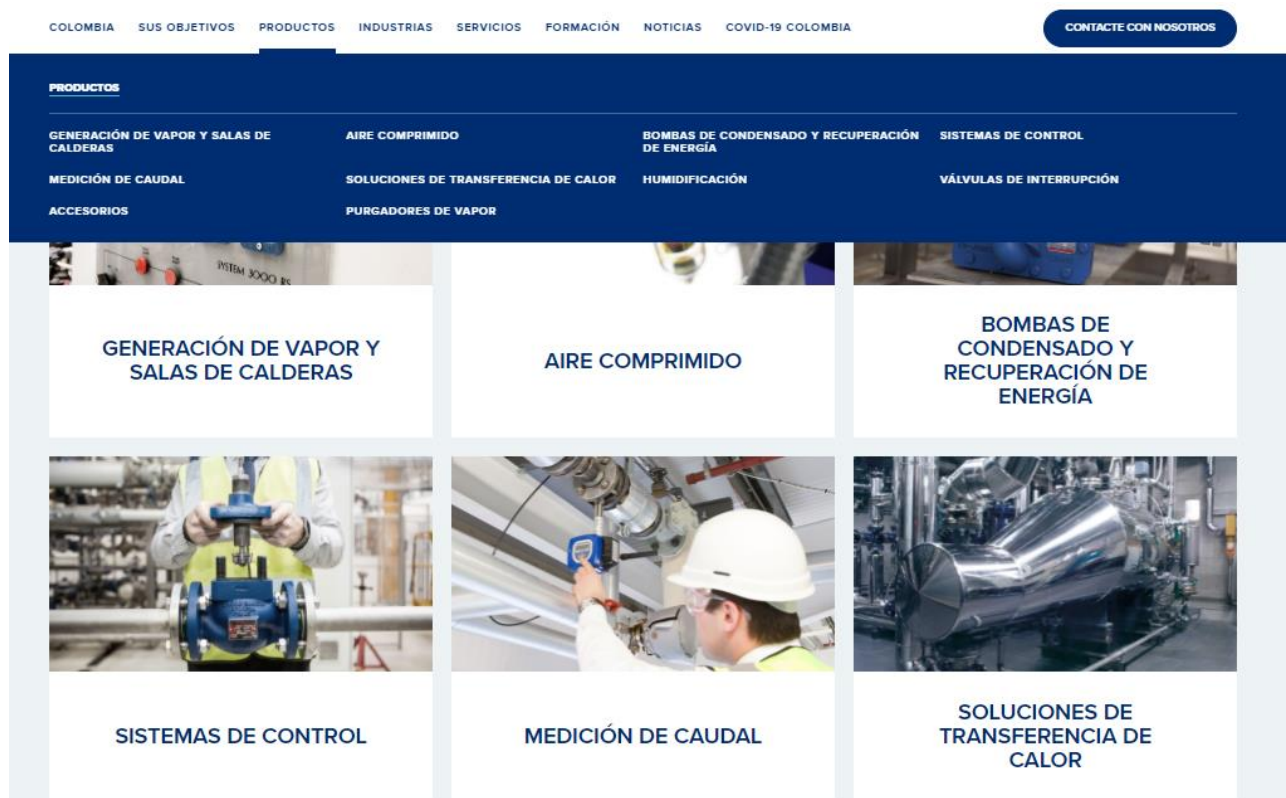 COLOMBIA SUS OBJETIVOS PRODUCTOS INDUSTRIAS SERVICIOS FORMACIÓN NOTICIAS COVID-19 COLOMBIA CONTACTE CON NOSOTROS
PRODUCTOS
GENERACIÓN DE VAPOR Y SALAS DE
CALDERAS
AIRE COMPRIMIDO
BOMBAS DE CONDENSADO Y RECUPERACIÓN
DE ENERGÍA
SISTEMAS DE CONTROL
MEDICIÓN DE CAUDAL
SOLUCIONES DE TRANSFERENCIA DE CALOR
HUMIDIFICACIÓN
VÁLVULAS DE INTERRUPCIÓN
ACCESORIOS
PURGADORES DE VAPOR
SYSTEM 3000 RS
GENERACIÓN DE VAPOR Y
SALAS DE CALDERAS
AIRE COMPRIMIDO
BOMBAS DE
CONDENSADO Y
RECUPERACIÓN DE
ENERGÍA
SISTEMAS DE CONTROL
MEDICIÓN DE CAUDAL
SOLUCIONES DE
TRANSFERENCIA DE
CALOR